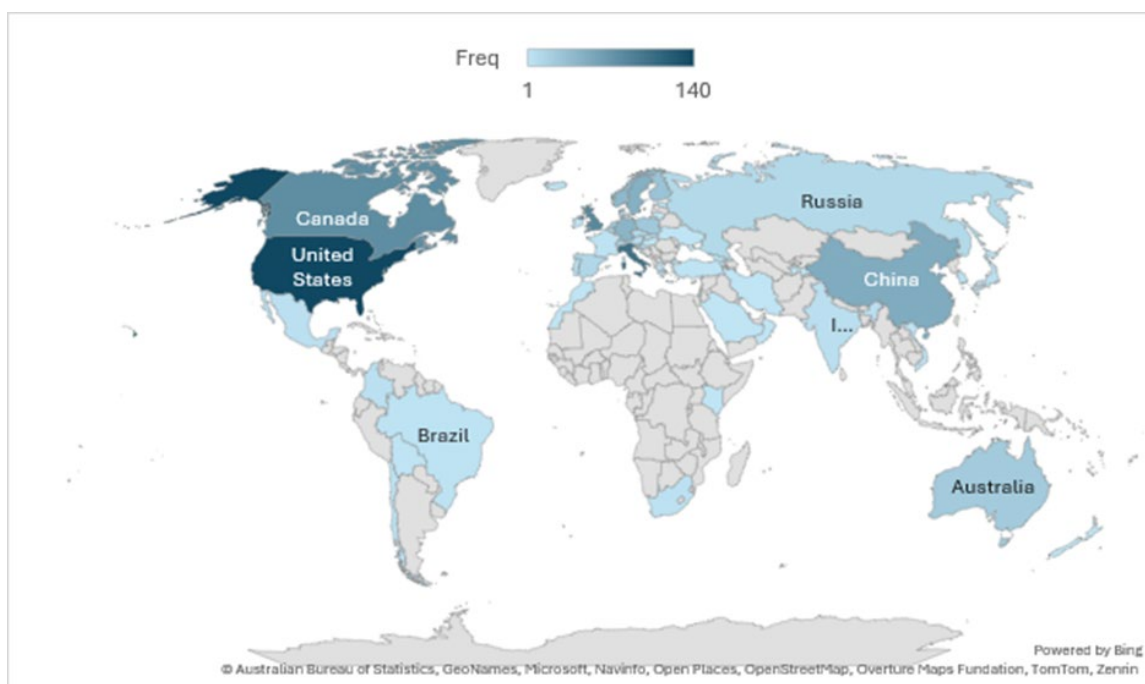 Freq
1 140
Canada
United
States
Russia
China
I...
Brazil
Australia
Powered by Bing
© Australian Bureau of Statistics, GeoNames, Microsoft, Navinfo, Open Places, OpenStreetMap, Overture Maps Fundation, TomTom, Zenrin